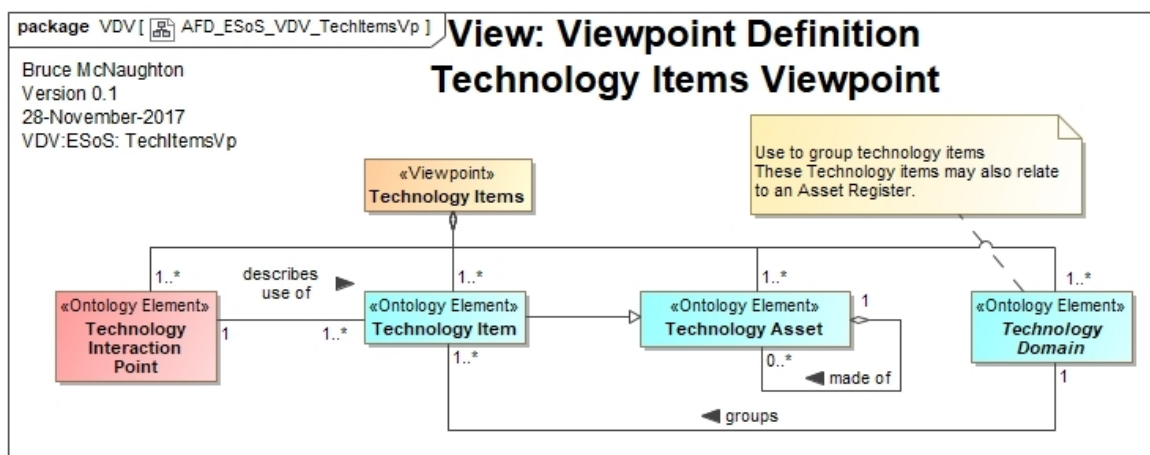 package VDV [ AFD_ESoS_VDV_TechItemsVp ]
View: Viewpoint Definition
Technology Items Viewpoint
Bruce McNaughton
Version 0.1
28-November-2017
VDV:ESoS: TechItemsVp
Use to group technology items
These Technology items may also relate
to an Asset Register.
«Viewpoint»
Technology Items
1..*
describes
use of
1..*
1..*
1..*
«Ontology Element»
Technology
Interaction
Point
1
1..*
«Ontology Element»
Technology Item
1..*
«Ontology Element»
Technology Asset
1
0..*
made of
«Ontology Element»
Technology
Domain
1
groups